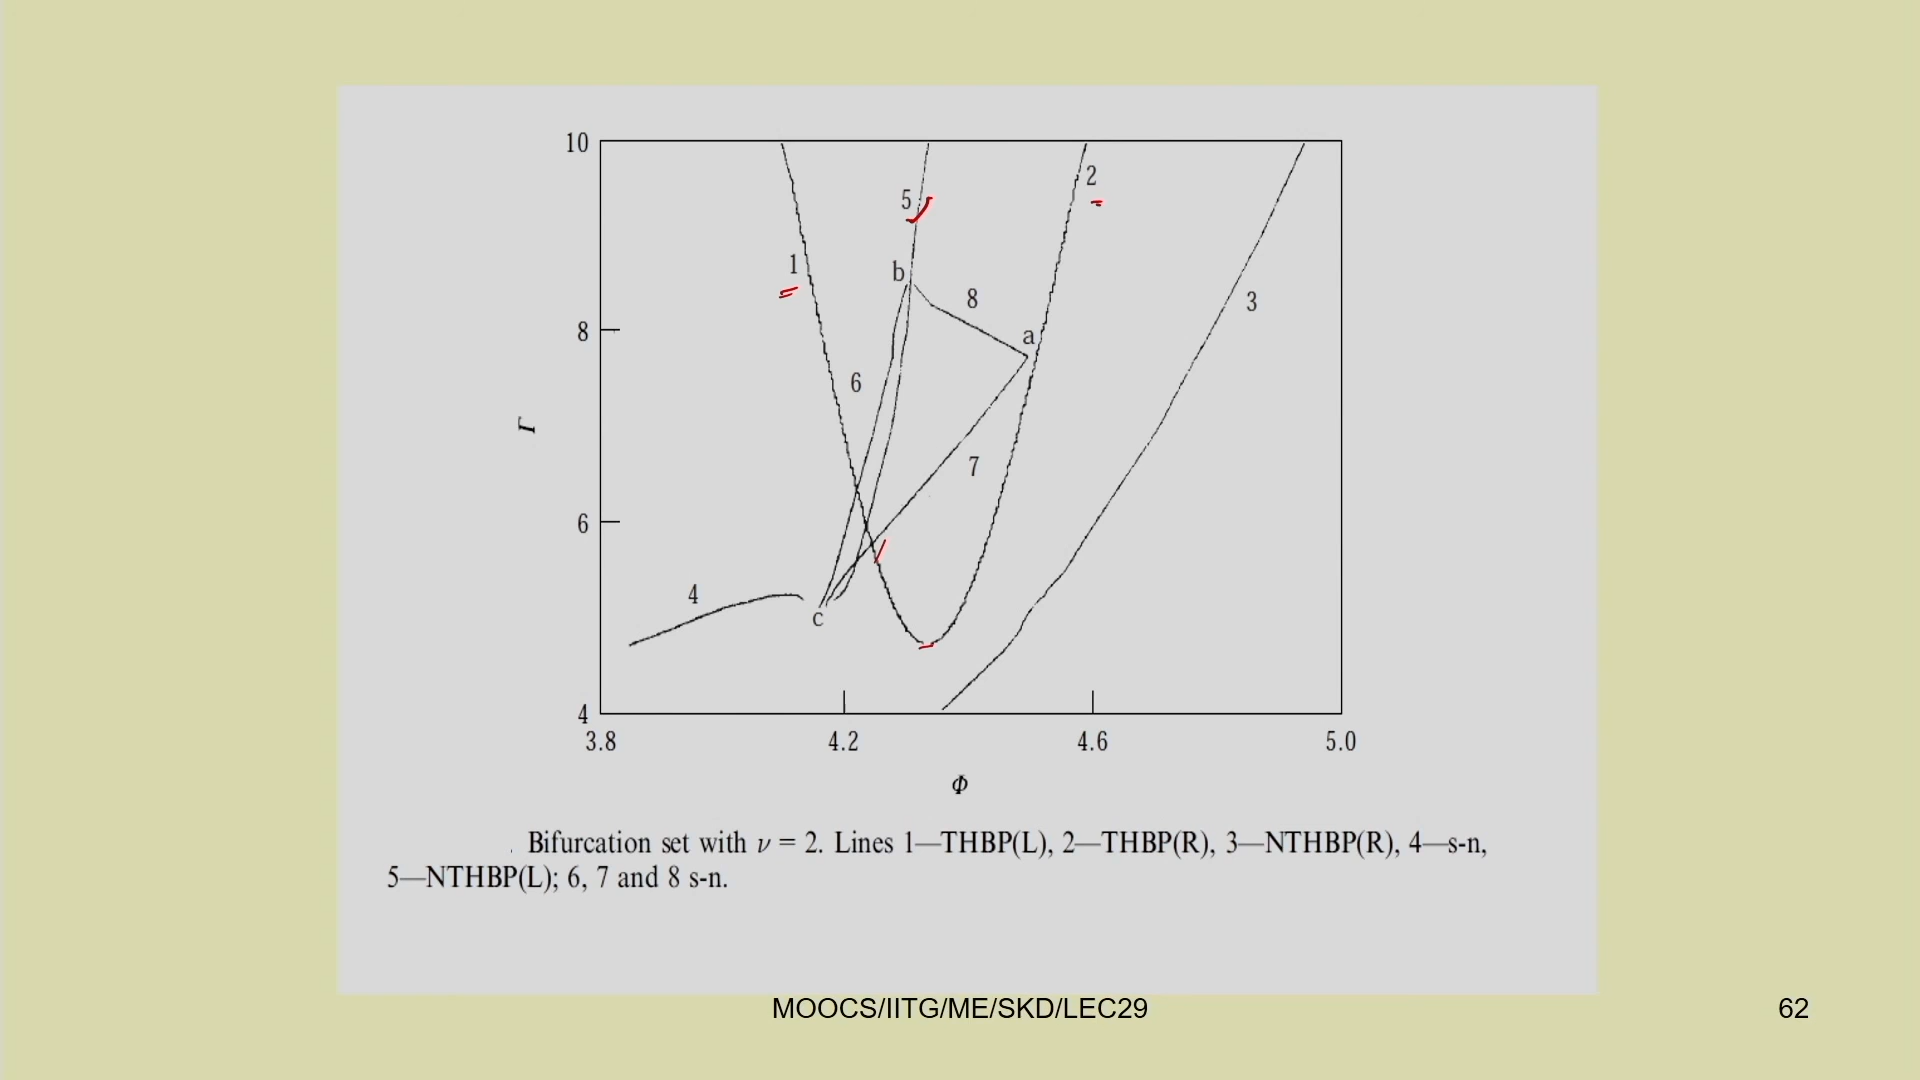 10
5
2
1
b
8
3
8
a
6
Γ
7
6
4
c
4
3.8 4.2 4.6 5.0
Φ
Bifurcation set with ν = 2. Lines 1—THBP(L), 2—THBP(R), 3—NTHBP(R), 4—s-n,
5—NTHBP(L); 6, 7 and 8 s-n.
MOOCS/IITG/ME/SKD/LEC29 62